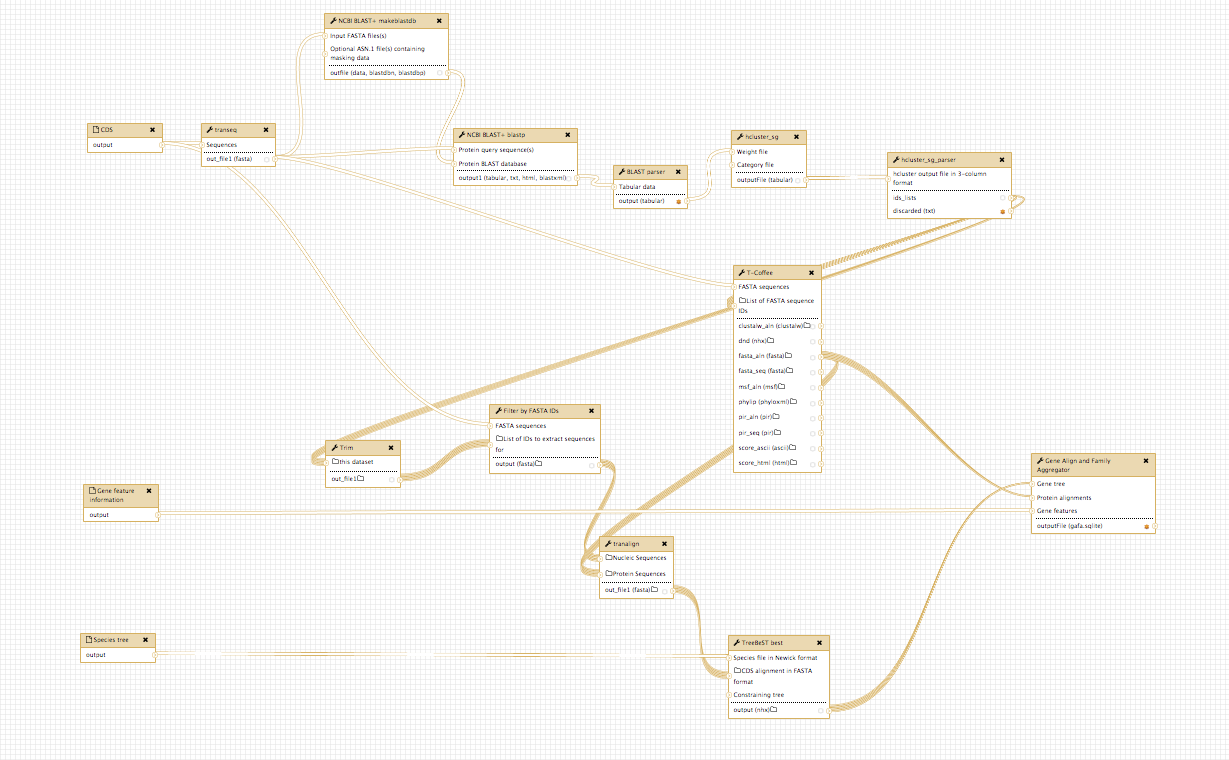 NCBI BLAST+ makeblastdb
Input FASTA files(s)
Optional ASN.1 file(s) containing
masking data
outfile (data, blastdbn, blastdbp)
CDS
output
transeq
Sequences
out_file1 (fasta)
NCBI BLAST+ blastp
Protein query sequence(s)
Protein BLAST database
output1 (tabular, txt, html, blastxml)
BLAST parser
Tabular data
output (tabular)
hcluster_sg
Weight file
Category file
outputFile (tabular)
hcluster_sg_parser
hcluster output file in 3-column
format
ids_lists
discarded (txt)
T-Coffee
FASTA sequences
List of FASTA sequence
IDs
clustalw_aln (clustalw)
dnd (nhx)
fasta_aln (fasta)
fasta_seq (fasta)
msf_aln (msf)
phylip (phyloxml)
pir_aln (pir)
pir_seq (pir)
score_ascii (ascii)
score_html (html)
Filter by FASTA IDs
FASTA sequences
List of IDs to extract sequences
for
output (fasta)
Trim
this dataset
out_file1
Gene feature
information
output
Gene Align and Family
Aggregator
Gene tree
Protein alignments
Gene features
outputFile (gafa.sqlite)
tranalign
Nucleic Sequences
Protein Sequences
out_file1 (fasta)
Species tree
output
TreeBeST best
Species file in Newick format
CDS alignment in FASTA
format
Constraining tree
output (nhx)